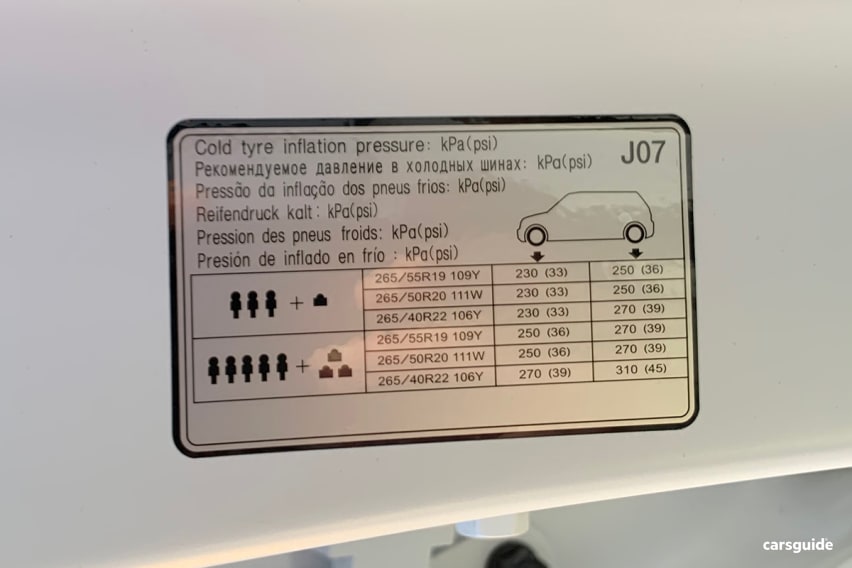 Cold tyre inflation pressure: kPa(psi)
J07
Рекомендуемое давление в холодных шинах: kPa(psi)
Pressão da inflação dos pneus frios: kPa(psi)
Reifendruck kalt: kPa(psi)
Pression des pneus froids: kPa(psi)
Presión de inflado en frío : kPa(psi)
265/55R19 109Y 230 (33) 250 (36)
+ 265/50R20 111W 230 (33) 250 (36)
265/40R22 106Y 230 (33) 270 (39)
265/55R19 109Y 250 (36) 270 (39)
+ 265/50R20 111W 250 (36) 270 (39)
265/40R22 106Y 270 (39) 310 (45)
carsguide